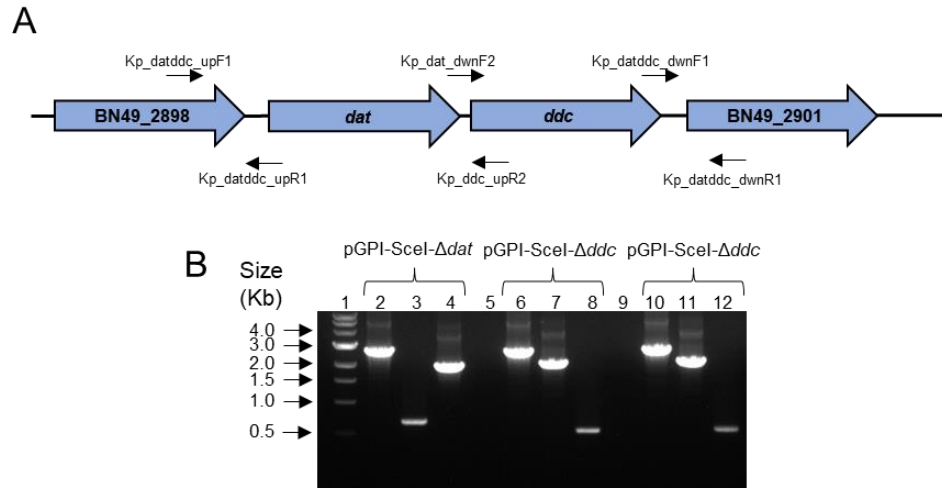 A
Kp_datddc_upF1 Kp_dat_dwnF2 Kp_datddc_dwnF1
BN49_2898 dat ddc BN49_2901
Kp_datddc_upR1 Kp_ddc_upR2 Kp_datddc_dwnR1
B
pGPI-SceI-Δdat pGPI-SceI-Δddc pGPI-SceI-Δddc
Size
(Kb)
1 2 3 4 5 6 7 8 9 10 11 12
4.0
3.0
2.0
1.5
1.0
0.5